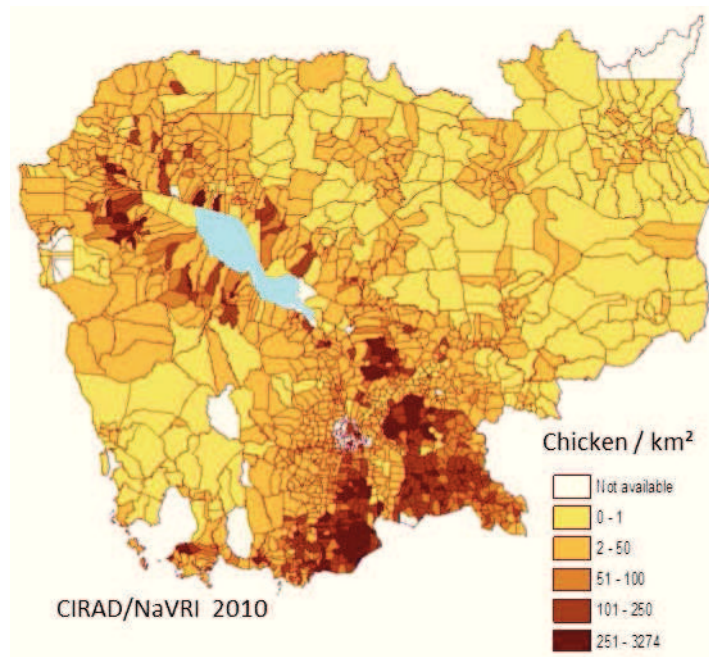 Chicken / km²
Not available
0 - 1
2 - 50
51 - 100
101 - 250
251 - 3274
CIRAD/NaVRI 2010